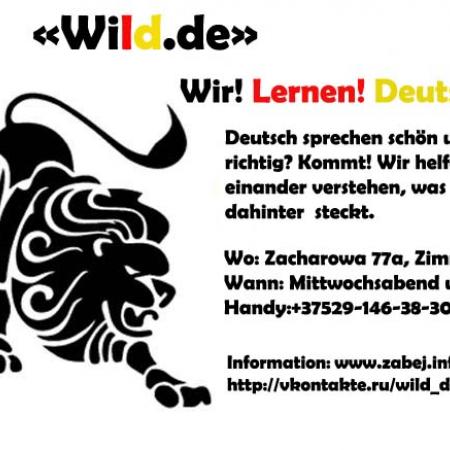 «Wild.de»
Wir! Lernen! Deuts
Deutsch sprechen schön u
richtig? Kommt! Wir helf
einander verstehen, was
dahinter steckt.
Wo: Zacharowa 77a, Zim
Wann: Mittwochsabend u
Handy:+37529-146-38-30
Information: www.zabej.inf
http://vkontakte.ru/wild_d